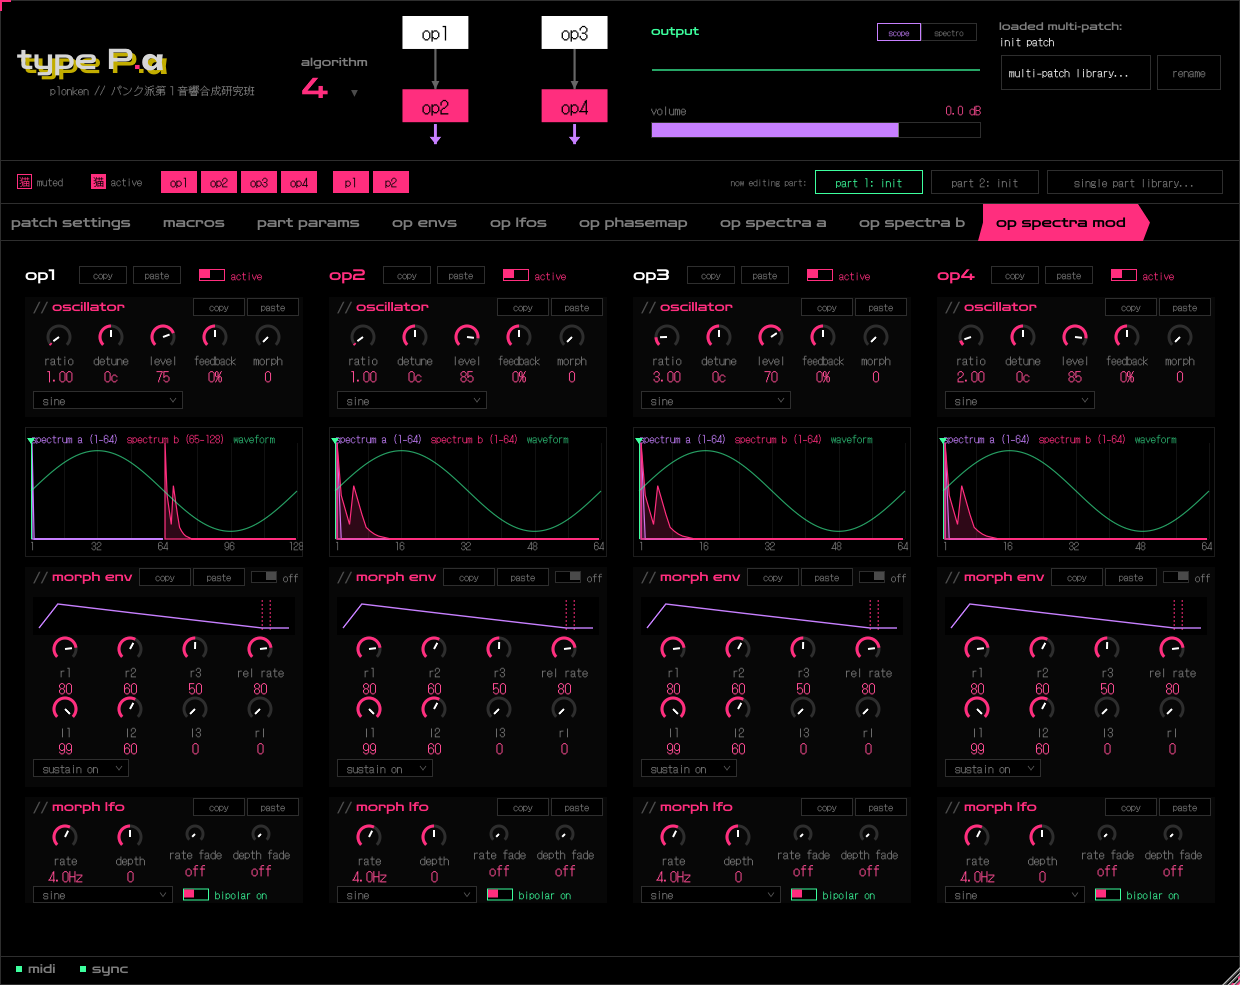 type P.a
plonken // パンク派第1音響合成研究班
algorithm
4
op1 op3
op2 op4
output
scope spectro
volume 0.0 dB
loaded multi-patch:
init patch
multi-patch library... rename
猫 muted 猫 active op1 op2 op3 op4 p1 p2
now editing part: part 1: init part 2: init single part library...
patch settings macros part params op envs op lfos op phasemap op spectra a op spectra b op spectra mod
op1 copy paste active
// oscillator copy paste
ratio detune level feedback morph
1.00 0c 75 0% 0
sine
spectrum a (1-64) spectrum b (65-128) waveform
1 32 64 96 128
// morph env copy paste off
r1 r2 r3 rel rate
80 60 50 80
l1 l2 l3 rl
99 60 0 0
sustain on
// morph lfo copy paste
rate depth rate fade depth fade
4.0Hz 0 off off
sine bipolar on
op2 copy paste active
// oscillator copy paste
ratio detune level feedback morph
1.00 0c 85 0% 0
sine
spectrum a (1-64) spectrum b (1-64) waveform
1 16 32 48 64
// morph env copy paste off
r1 r2 r3 rel rate
80 60 50 80
l1 l2 l3 rl
99 60 0 0
sustain on
// morph lfo copy paste
rate depth rate fade depth fade
4.0Hz 0 off off
sine bipolar on
op3 copy paste active
// oscillator copy paste
ratio detune level feedback morph
3.00 0c 70 0% 0
sine
spectrum a (1-64) spectrum b (1-64) waveform
1 16 32 48 64
// morph env copy paste off
r1 r2 r3 rel rate
80 60 50 80
l1 l2 l3 rl
99 60 0 0
sustain on
// morph lfo copy paste
rate depth rate fade depth fade
4.0Hz 0 off off
sine bipolar on
op4 copy paste active
// oscillator copy paste
ratio detune level feedback morph
2.00 0c 85 0% 0
sine
spectrum a (1-64) spectrum b (1-64) waveform
1 16 32 48 64
// morph env copy paste off
r1 r2 r3 rel rate
80 60 50 80
l1 l2 l3 rl
99 60 0 0
sustain on
// morph lfo copy paste
rate depth rate fade depth fade
4.0Hz 0 off off
sine bipolar on
midi sync